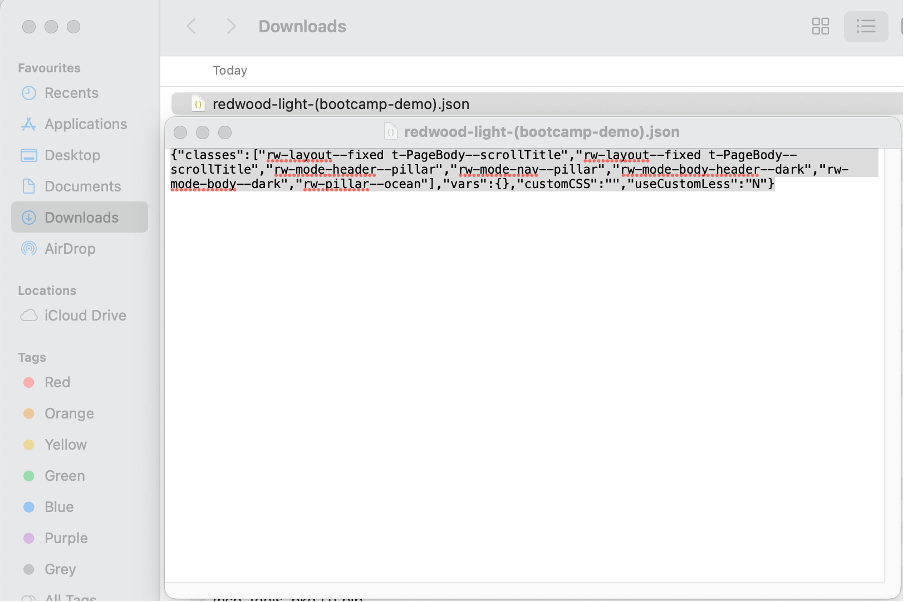 Downloads
Favourites
Today
Recents
redwood-light-(bootcamp-demo).json
Applications
redwood-light-(bootcamp-demo).json
{"classes":["rw-layout--fixed t-PageBody--scrollTitle","rw-layout--fixed t-PageBody--
scrollTitle","rw-mode-header--pillar","rw-mode-nav--pillar","rw-mode-body-header--dark","rw-
mode-body--dark","rw-pillar--ocean"],"vars":{},"customCSS":"","useCustomLess":"N"}
Desktop
Documents
Downloads
AirDrop
Locations
iCloud Drive
Tags
Red
Orange
Yellow
Green
Blue
Purple
Grey
All Tags